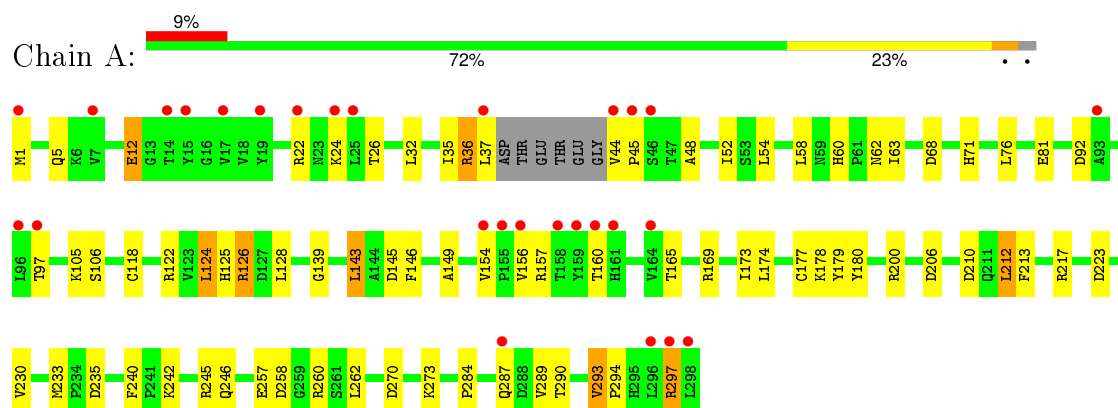 9%
Chain A:
72% 23% • •
M1 Q5 K6 V7 E12 G13 T14 Y15 G16 V17 V18 Y19 R22 N23 K24 L25 T26 L32 I35 R36 L37 ASP THR GLU THR GLU GLY V44 P45 S46 T47 A48 I52 S53 L54 L58 N59 H60 P61 N62 I63 D68 H71 L76 E81 D92 A93
L96 T97 K105 S106 C118 R122 V123 L124 H125 R126 D127 L128 G139 L143 A144 D145 F146 A149 V154 P155 V156 R157 T158 Y159 T160 H161 V164 T165 R169 I173 L174 C177 K178 Y179 Y180 R200 D206 D210 Q211 L212 F213 R217 D223
V230 M233 P234 D235 F240 P241 K242 R245 Q246 E257 D258 G259 R260 S261 L262 D270 K273 P284 Q287 D288 V289 T290 V293 P294 H295 L296 R297 L298